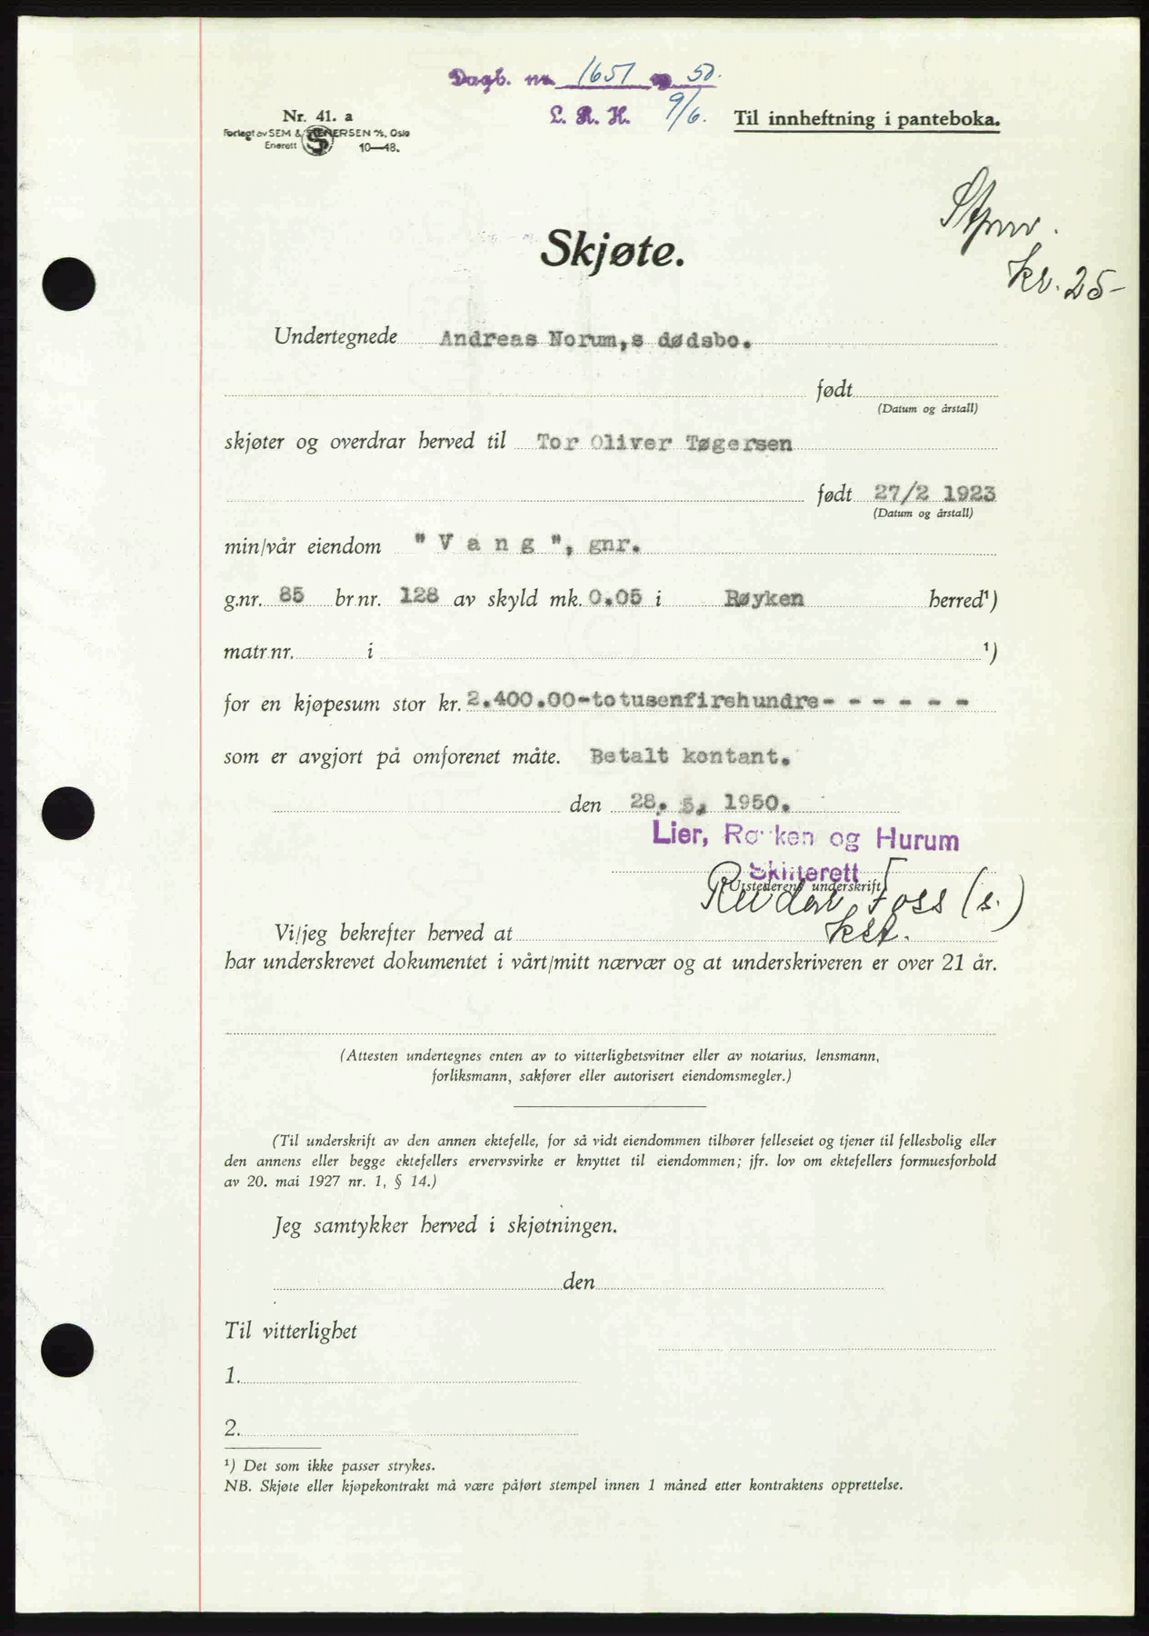 Dagb. nr. 1651 50.
L. R. H. 9/6.
Til innheftning i panteboka.
Nr. 41. a
Forlagt av SEM & STENERSEN A/S, Oslo
Enerett 10—48.
kr. 25-
Skjøte.
Undertegnede Andreas Norum,s dødsbo.
født
(Datum og årstall)
skjøter og overdrar herved til Tor Oliver Tøgersen
født 27/2 1923
(Datum og årstall)
min/vår eiendom " V a n g ", gnr.
g.nr. 85 br.nr. 128 av skyld mk. 0.05 i Røyken herred¹)
matr.nr. i ¹)
for en kjøpesum stor kr. 2.400.00-totusenfirehundre- - - - - -
som er avgjort på omforenet måte. Betalt kontant.
den 28. 5. 1950.
Lier, Røyken og Hurum
Skifterett
(Utstederens underskrift)
Reidar Foss (s.)
Vi/jeg bekrefter herved at
har underskrevet dokumentet i vårt/mitt nærvær og at underskriveren er over 21 år.
(Attesten undertegnes enten av to vitterlighetsvitner eller av notarius, lensmann,
forliksmann, sakfører eller autorisert eiendomsmegler.)
(Til underskrift av den annen ektefelle, for så vidt eiendommen tilhører felleseiet og tjener til fellesbolig eller
den annens eller begge ektefellers ervervsvirke er knyttet til eiendommen; jfr. lov om ektefellers formuesforhold
av 20. mai 1927 nr. 1, § 14.)
Jeg samtykker herved i skjøtningen.
den
Til vitterlighet
1.
2.
¹) Det som ikke passer strykes.
NB. Skjøte eller kjøpekontrakt må være påført stempel innen 1 måned etter kontraktens opprettelse.